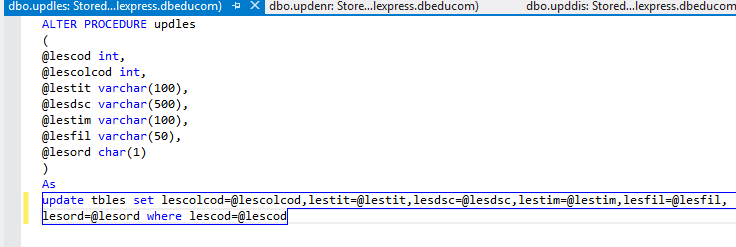 dbo.updles: Stored...lexpress.dbeducom) dbo.updenr: Store...lexpress.dbeducom) dbo.upddis: Stored...lexpress.dbeducom
ALTER PROCEDURE updles
(
@lescod int,
@lescolcod int,
@lestit varchar(100),
@lesdsc varchar(500),
@lestim varchar(100),
@lesfil varchar(50),
@lesord char(1)
)
As
update tbles set lescolcod=@lescolcod,lestit=@lestit,lesdsc=@lesdsc,lestim=@lestim,lesfil=@lesfil,
lesord=@lesord where lescod=@lescod